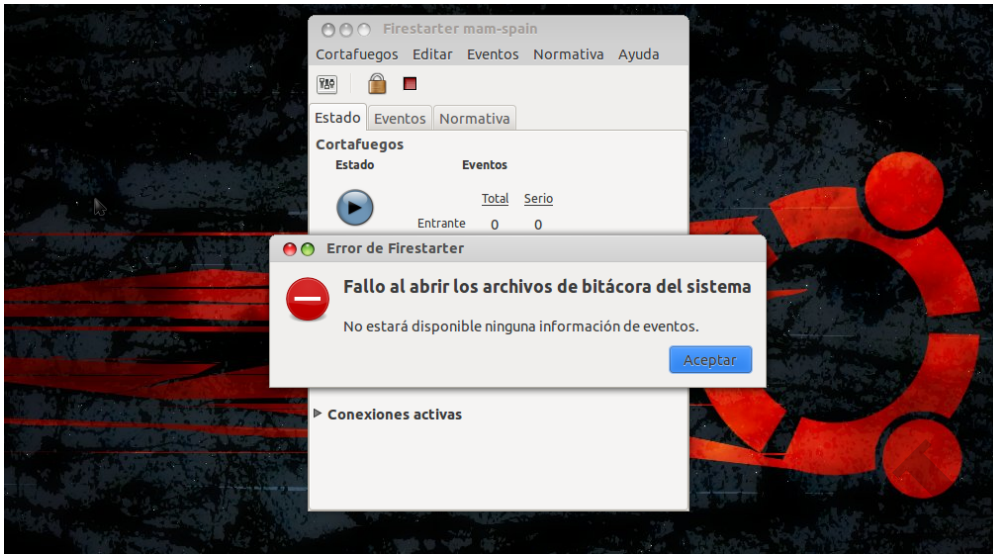 Firestarter mam-spain
Cortafuegos Editar Eventos Normativa Ayuda
Estado Eventos Normativa
Cortafuegos
Estado Eventos
Total Serio
Entrante 0 0
Error de Firestarter
Fallo al abrir los archivos de bitácora del sistema
No estará disponible ninguna información de eventos.
Aceptar
Conexiones activas